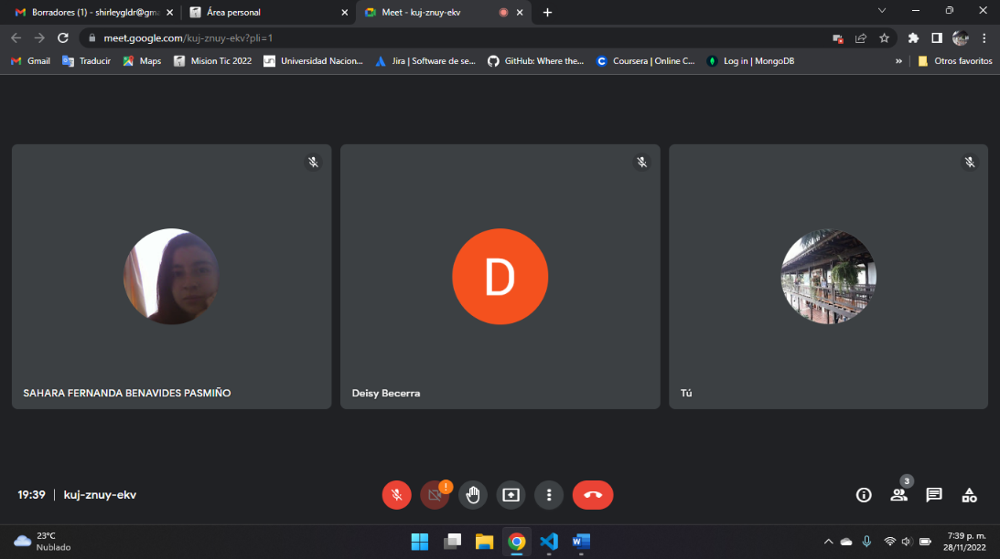 Borradores (1) - shirleygldr@gm
Área personal
Meet - kuj-znuy-ekv
meet.google.com/kuj-znuy-ekv?pli=1
Gmail
Traducir
Maps
Mision Tic 2022
Universidad Nacion...
Jira | Software de se...
GitHub: Where the...
Coursera | Online C...
Log in | MongoDB
»
Otros favoritos
D
SAHARA FERNANDA BENAVIDES PASMIÑO
Deisy Becerra
Tú
19:39 | kuj-znuy-ekv
!
3
23°C
Nublado
7:39 p. m.
28/11/2022